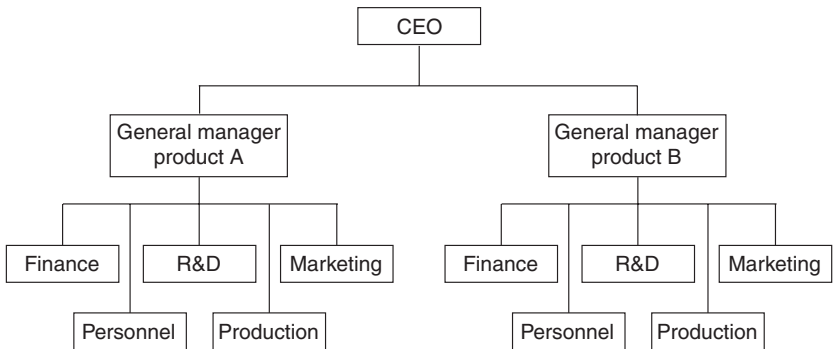 CEO
General manager
product A
General manager
product B
Finance
R&D
Marketing
Finance
R&D
Marketing
Personnel
Production
Personnel
Production